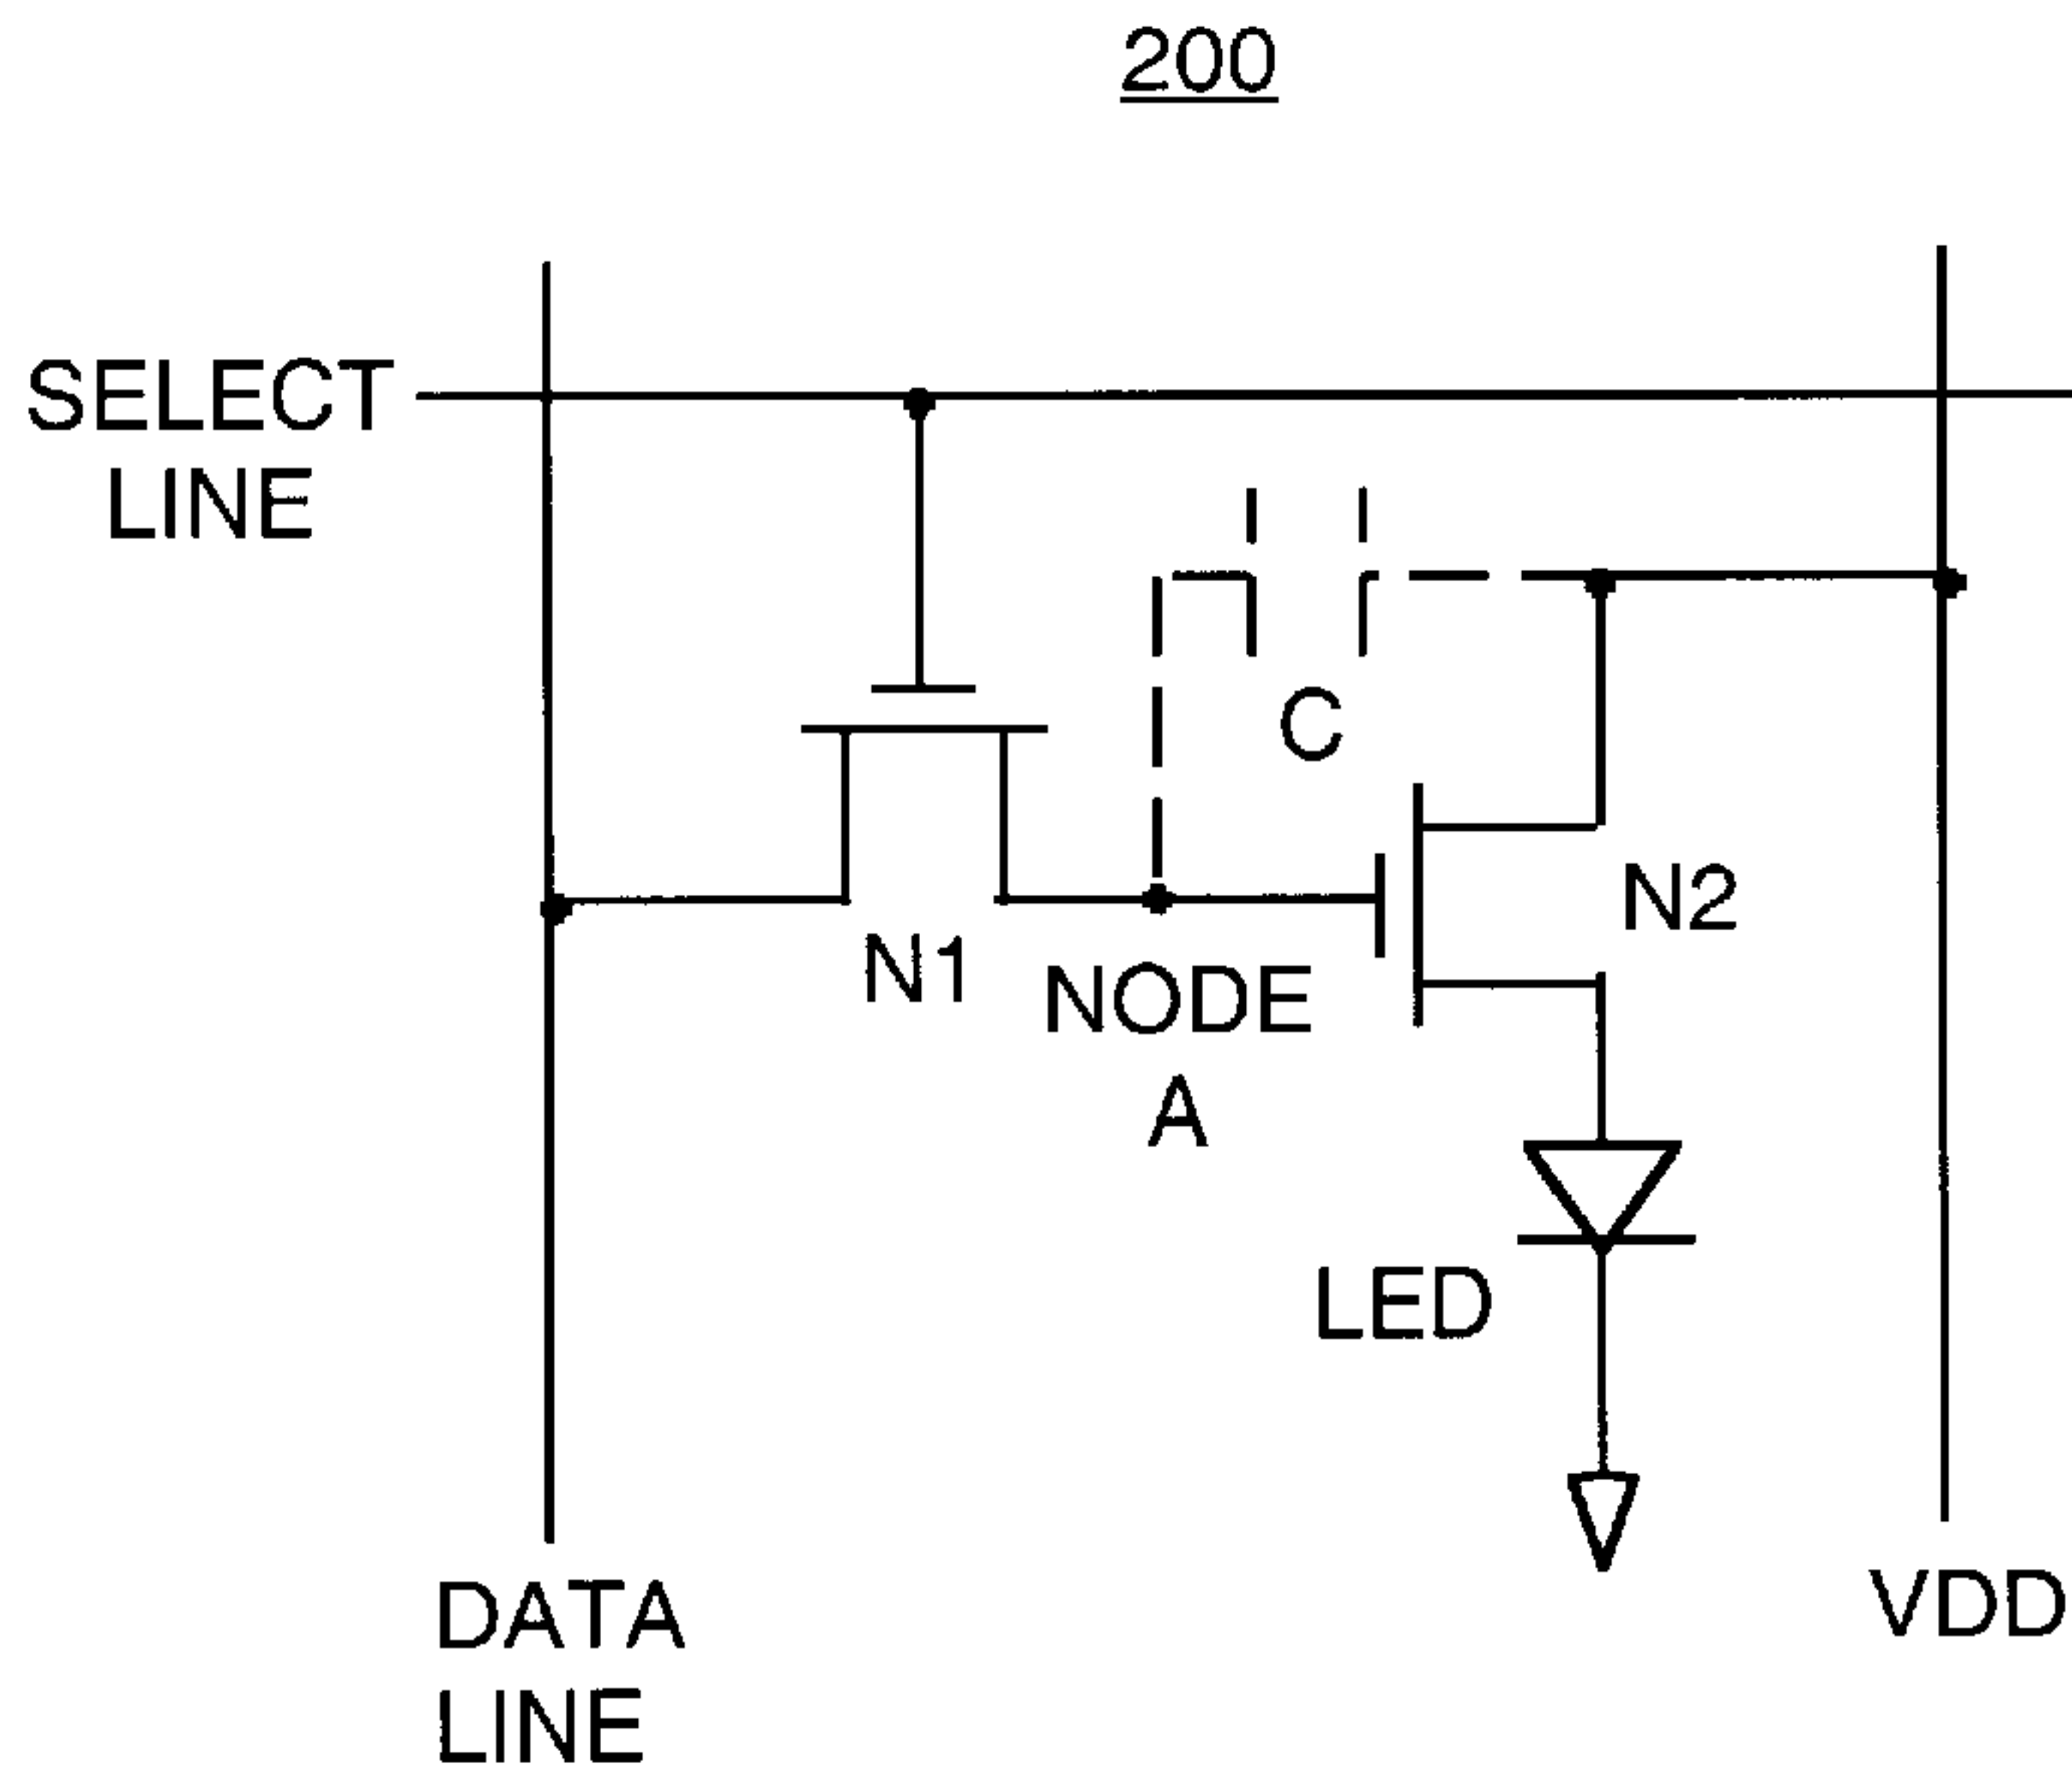 200
SELECT
LINE
C
N2
N1
NODE
A
LED
DATA
LINE
VDD